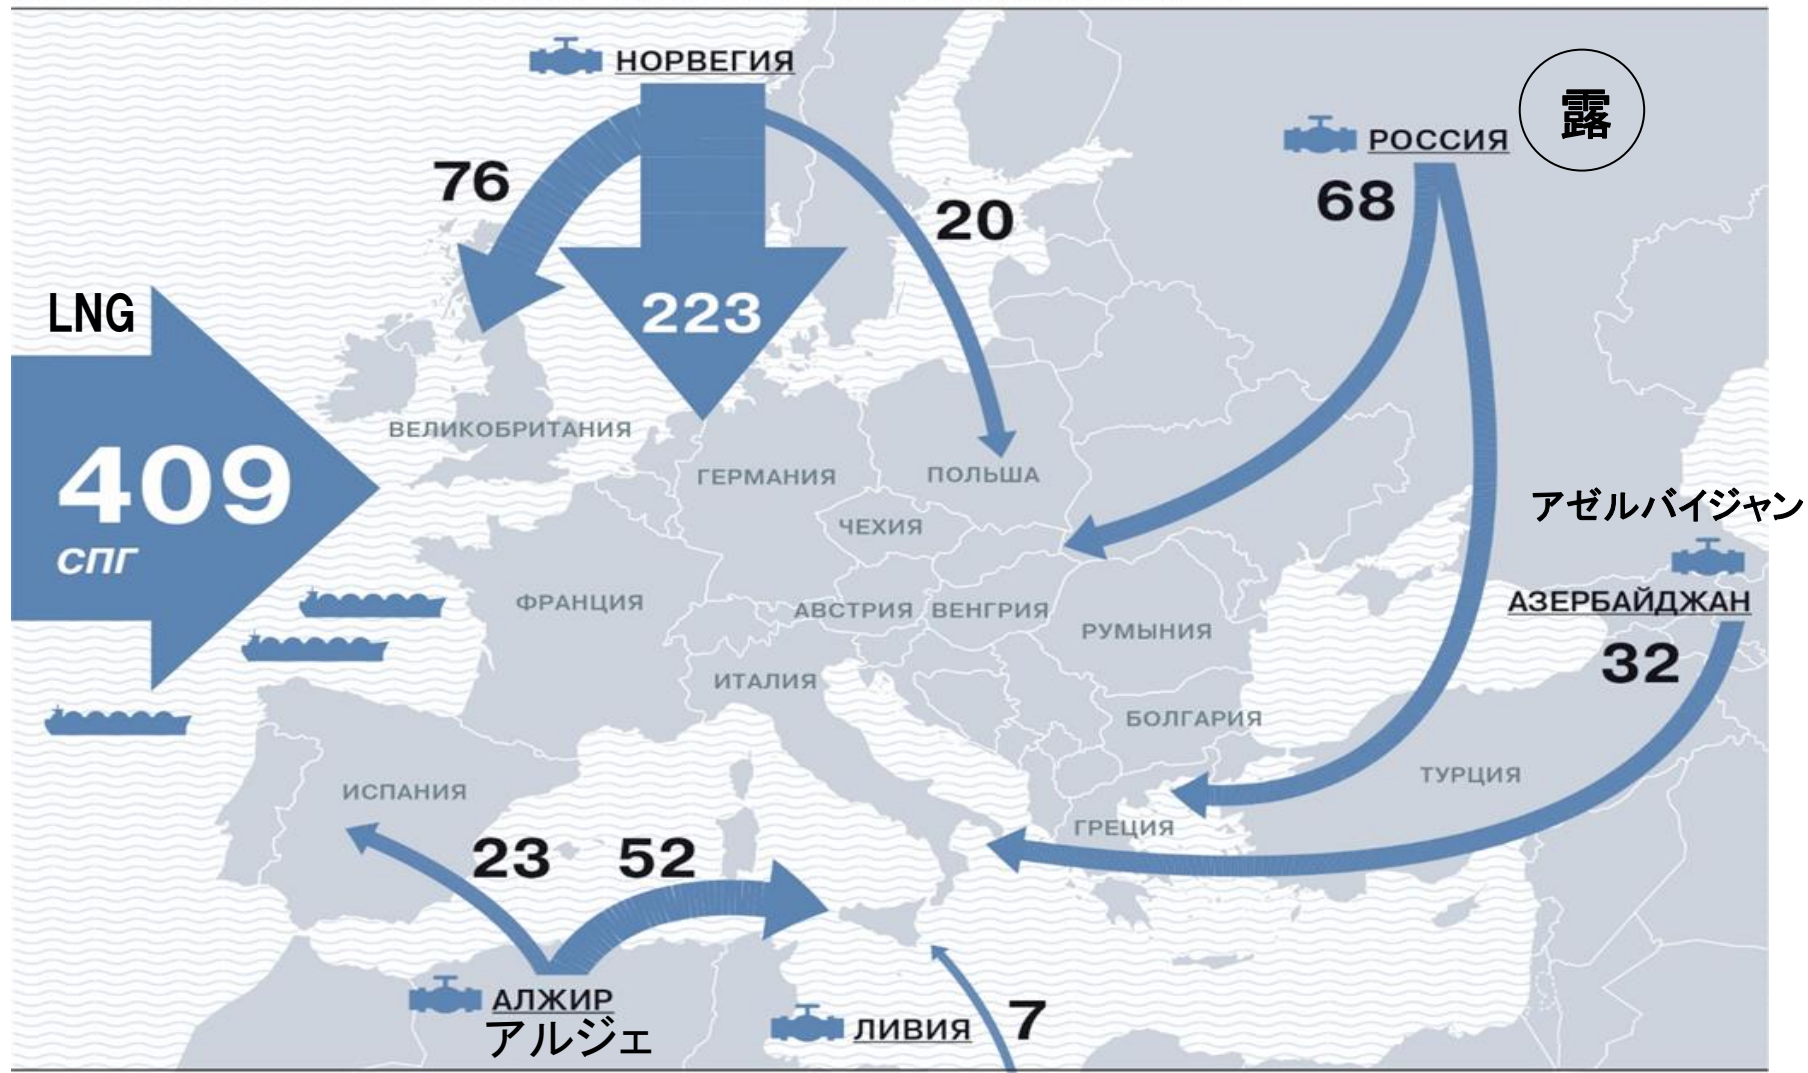 НОРВЕГИЯ
露
РОССИЯ
76
20
68
223
LNG
ВЕЛИКОБРИТАНИЯ
409
СПГ
ГЕРМАНИЯ
ПОЛЬША
アゼルバイジャン
ЧЕХИЯ
ФРАНЦИЯ
АВСТРИЯ
ВЕНГРИЯ
РУМЫНИЯ
АЗЕРБАЙДЖАН
32
ИТАЛИЯ
БОЛГАРИЯ
ИСПАНИЯ
ТУРЦИЯ
ГРЕЦИЯ
23
52
АЛЖИР
アルジェ
ЛИВИЯ
7